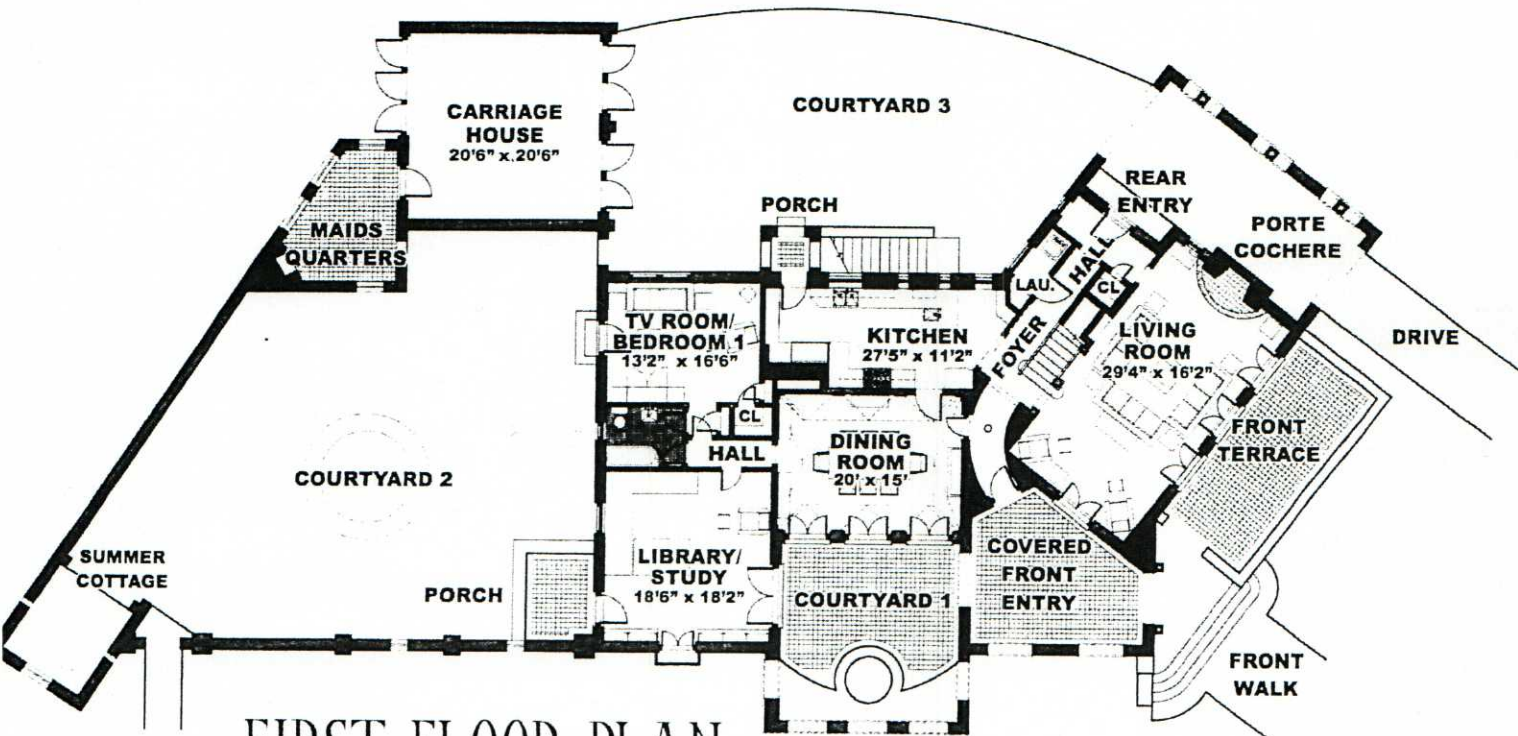 CARRIAGE
HOUSE
20'6" x 20'6"
COURTYARD 3
REAR
ENTRY
PORCH
PORTE
COCHERE
MAIDS
QUARTERS
HALL
LAU.
CL
TV ROOM/
BEDROOM 1
13'2" x 16'6"
KITCHEN
27'5" x 11'2"
FOYER
LIVING
ROOM
29'4" x 16'2"
DRIVE
CL
HALL
DINING
ROOM
20' x 15'
FRONT
TERRACE
COURTYARD 2
SUMMER
COTTAGE
PORCH
LIBRARY/
STUDY
18'6" x 18'2"
COURTYARD 1
COVERED
FRONT
ENTRY
FRONT
WALK
FIRST FLOOR PLAN